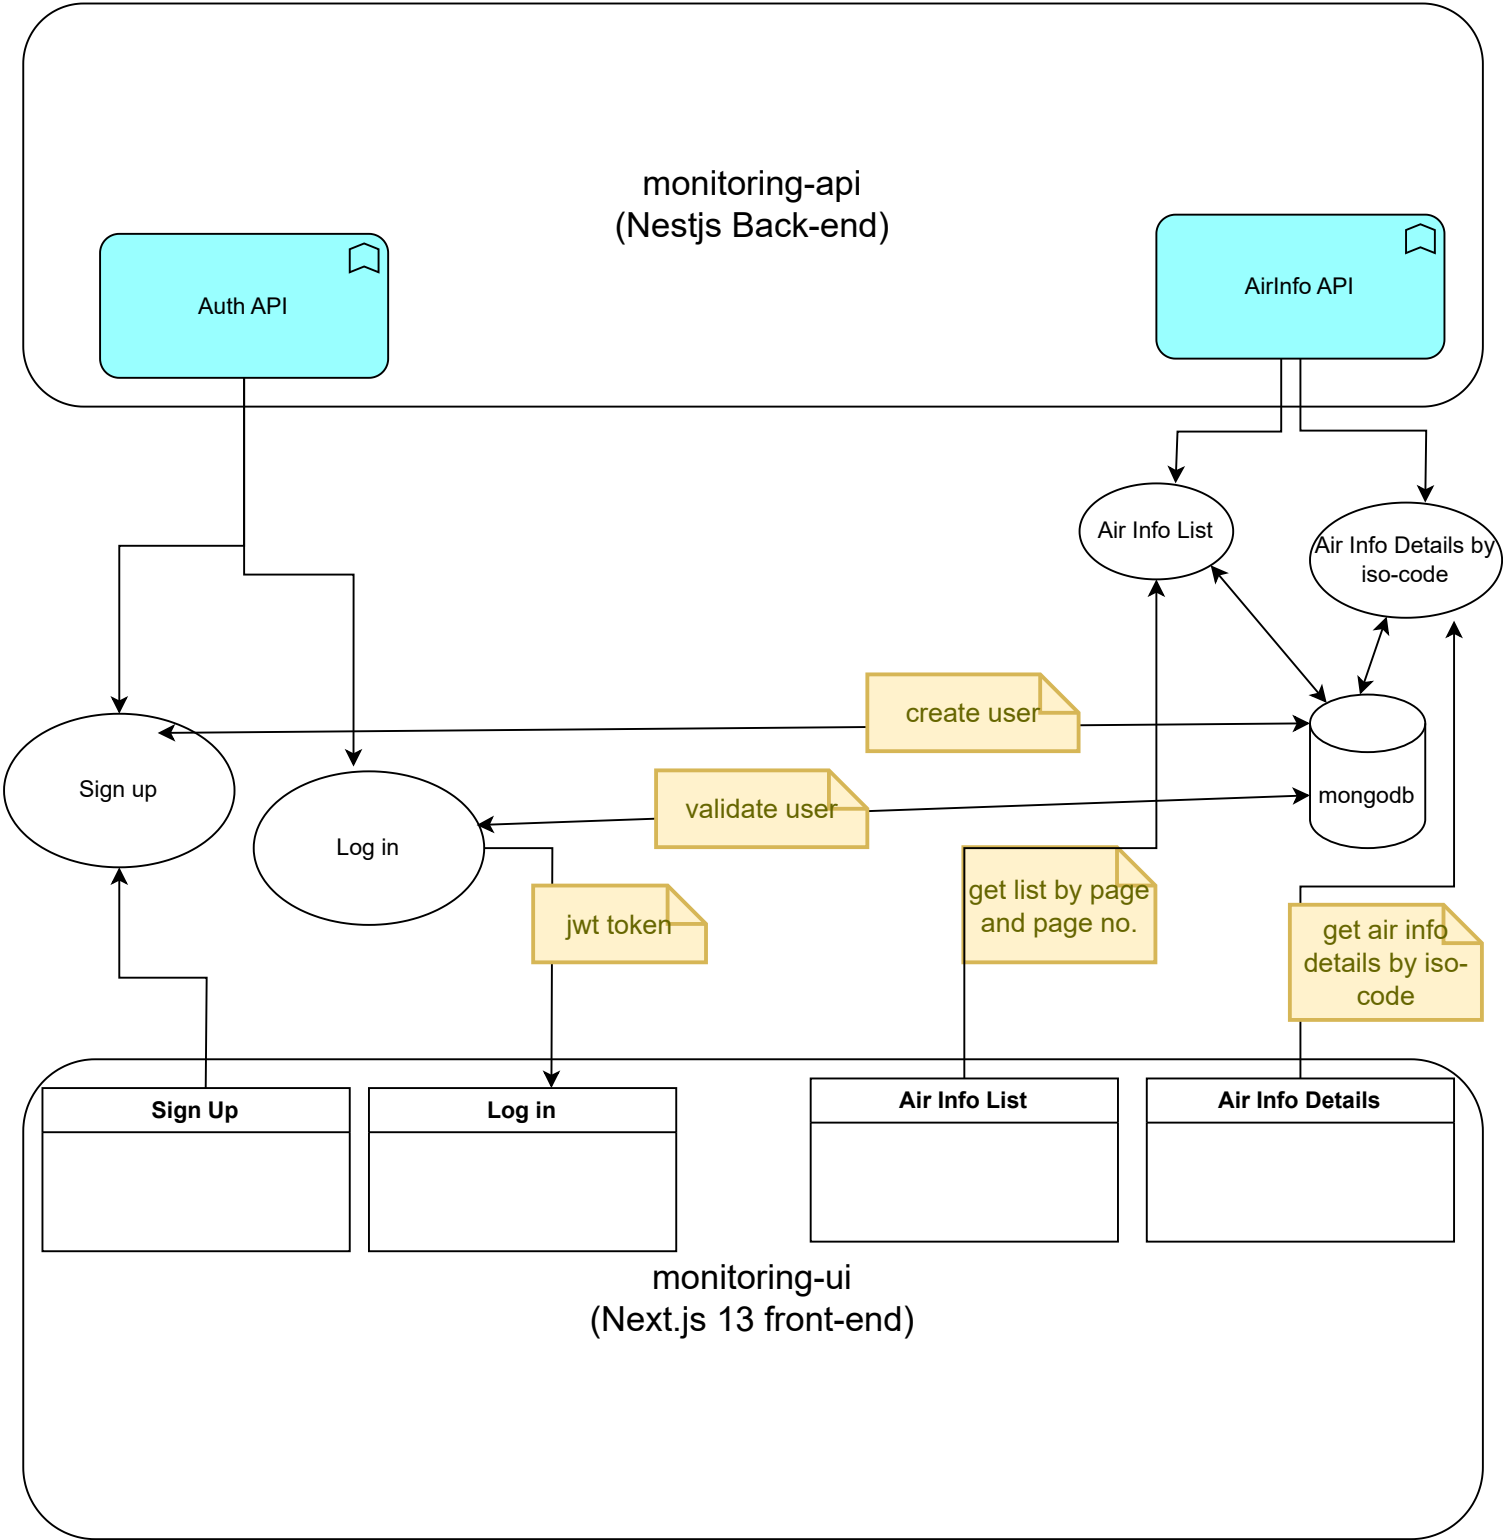 monitoring-api
(Nestjs Back-end)
Auth API
AirInfo API
Air Info List
Air Info Details by
iso-code
create user
Sign up
validate user
mongodb
Log in
get list by page
and page no.
jwt token
get air info
details by iso-
code
Sign Up
Log in
Air Info List
Air Info Details
monitoring-ui
(Next.js 13 front-end)